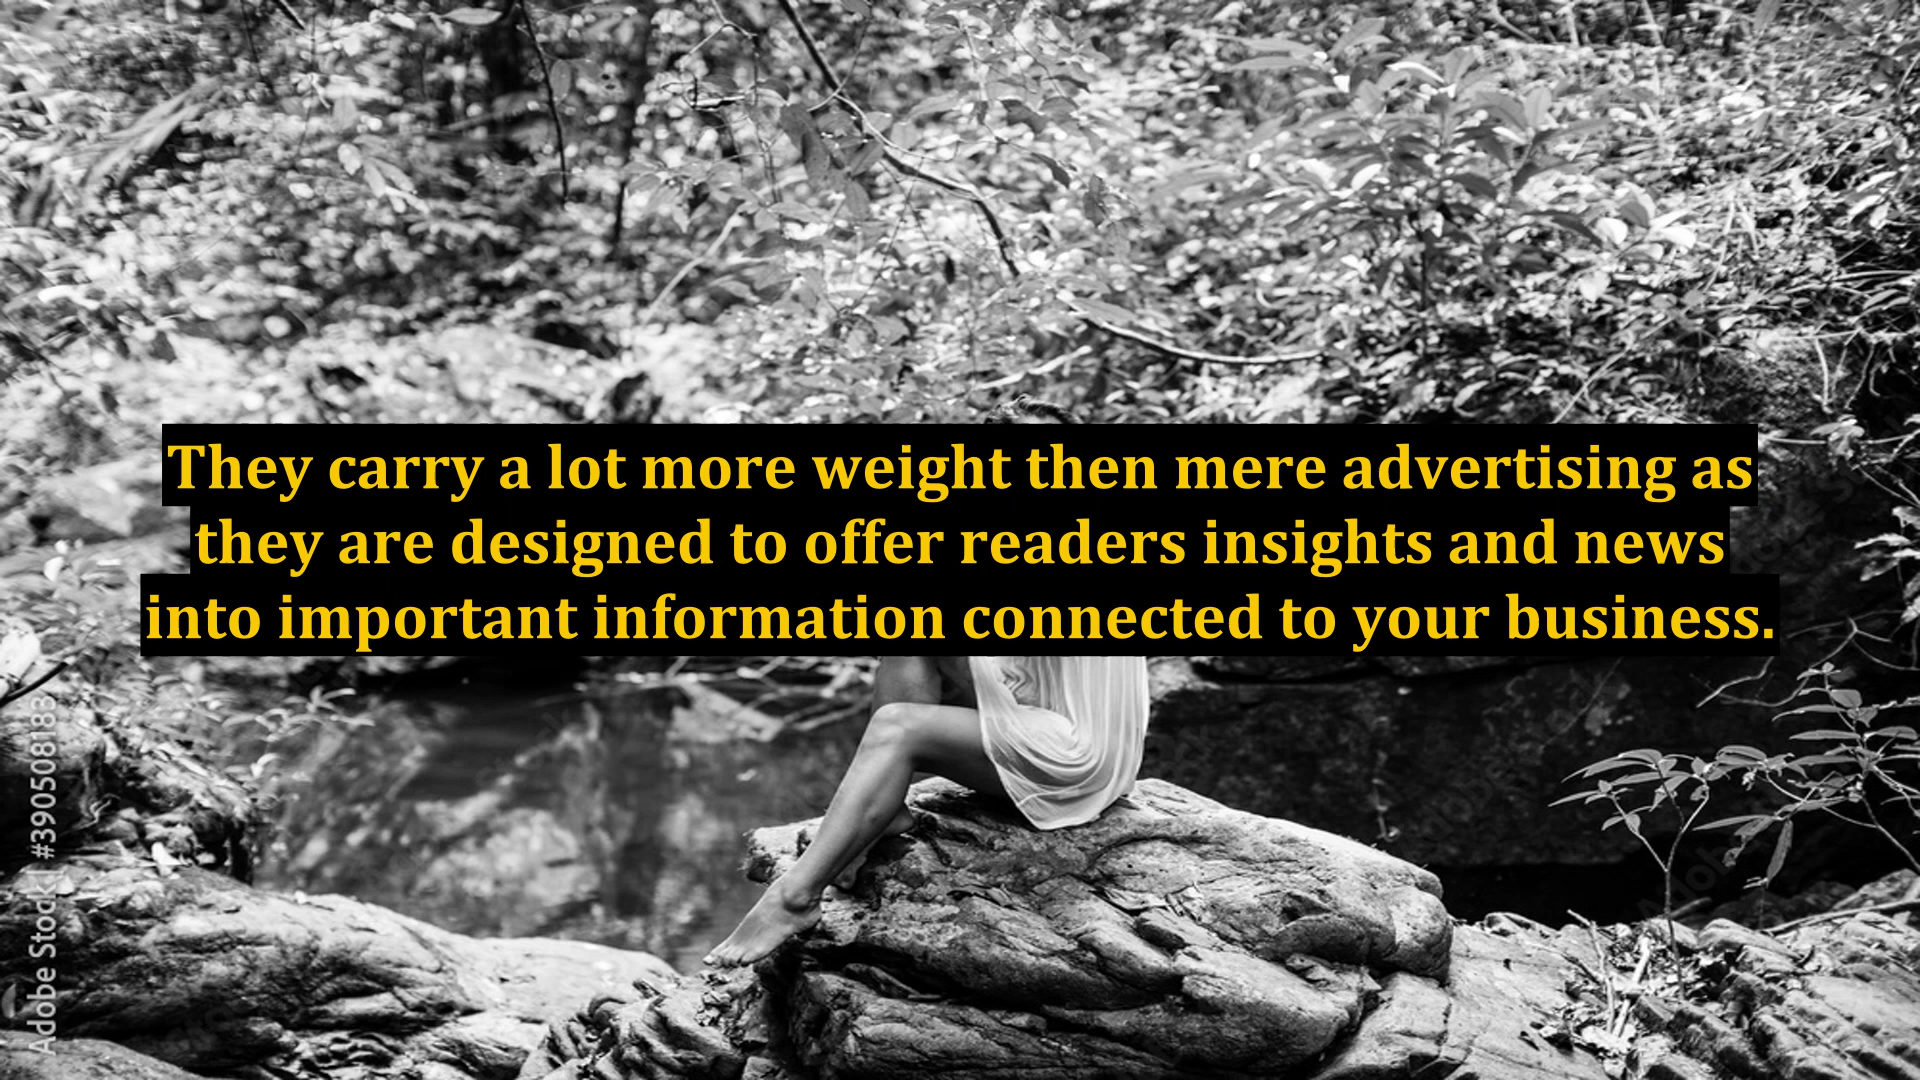 They carry a lot more weight then mere advertising as
they are designed to offer readers insights and news
into important information connected to your business.
Adobe Stock | #390508183